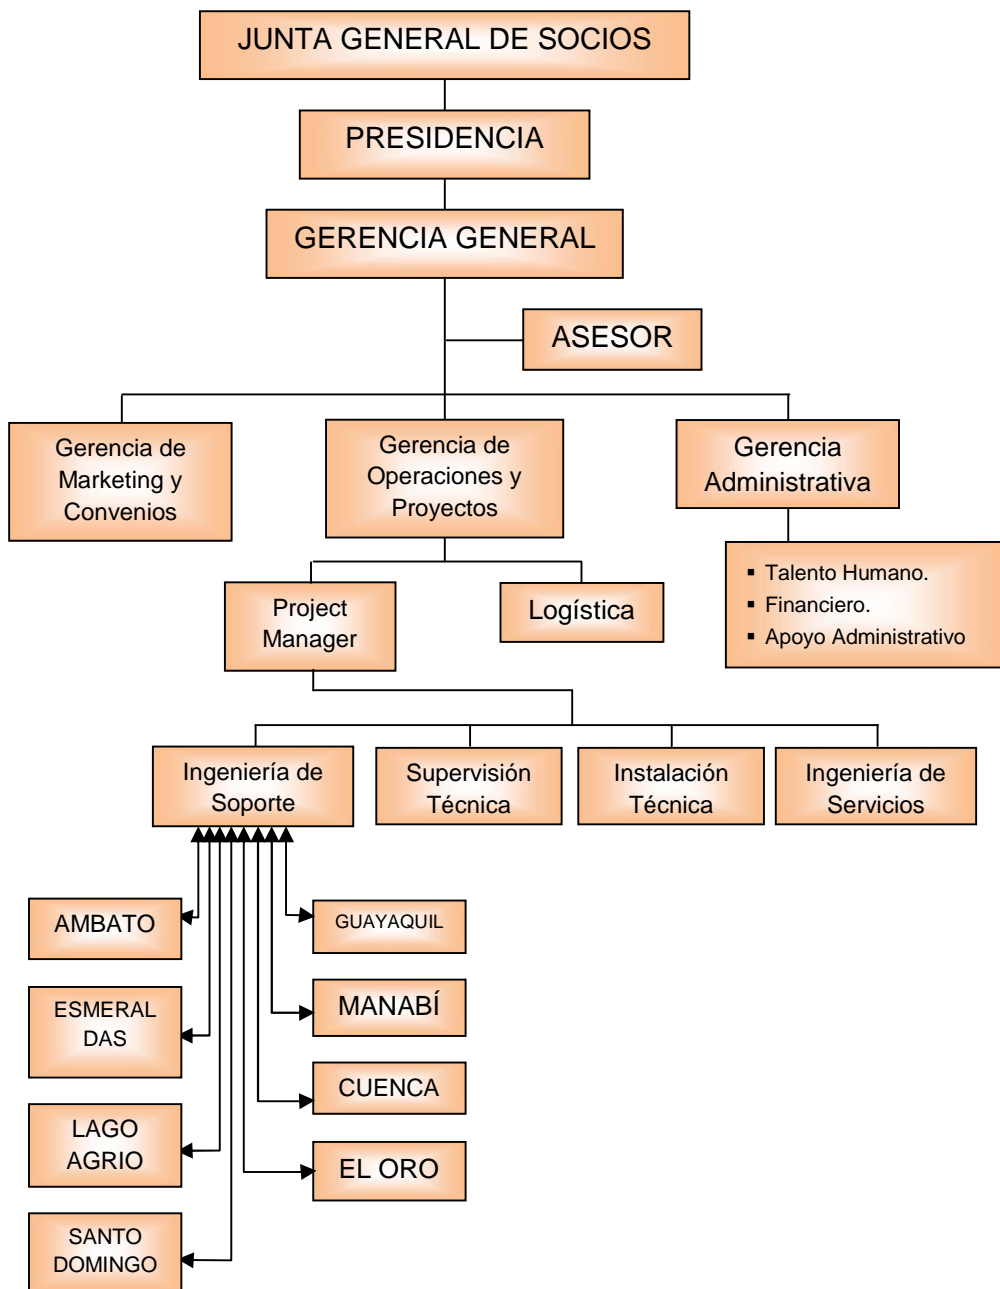 JUNTA GENERAL DE SOCIOS
PRESIDENCIA
GERENCIA GENERAL
ASESOR
Gerencia de
Marketing y
Convenios
Gerencia de
Operaciones y
Proyectos
Gerencia
Administrativa
▪ Talento Humano.
▪ Financiero.
▪ Apoyo Administrativo
Project
Manager
Logística
Ingeniería de
Soporte
Supervisión
Técnica
Instalación
Técnica
Ingeniería de
Servicios
AMBATO
GUAYAQUIL
ESMERAL
DAS
MANABÍ
LAGO
AGRIO
CUENCA
SANTO
DOMINGO
EL ORO